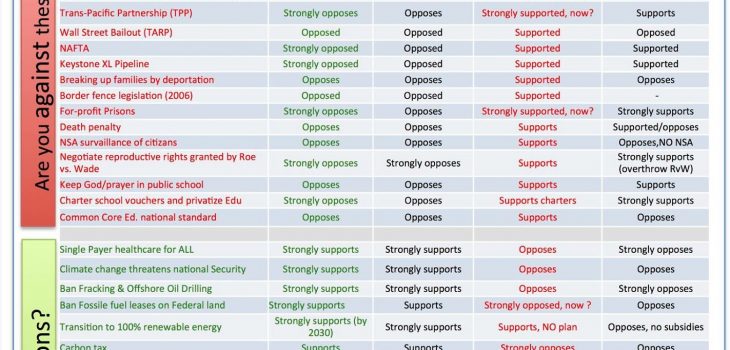 Are you against thes
Trans-Pacific Partnership (TPP) Strongly opposes Opposes Strongly supported, now? Supports
Wall Street Bailout (TARP) Opposed Opposed Supported Opposed
NAFTA Strongly opposed Opposed Supported Supported
Keystone XL Pipeline Strongly opposed Opposed Supported Supported
Breaking up families by deportation Opposes Opposed Supported Opposes
Border fence legislation (2006) Opposed Opposed Supported -
For-profit Prisons Strongly opposes Opposes Strongly supported, now? Strongly supports
Death penalty Opposes Opposes Supports Supported/opposes
NSA survaillance of citizans Opposes Opposes Supports Opposes,NO NSA
Negotiate reproductive rights granted by Roe vs. Wade Strongly opposes Strongly opposes Supports Strongly supports (overthrow RvW)
Keep God/prayer in public school Opposes Opposes Supports Supports
Charter school vouchers and privatize Edu Strongly opposes Opposes Supports charters Strongly supports
Common Core Ed. national standard Opposes Opposes Supports Opposes
ons?
Single Payer healthcare for ALL Strongly supports Strongly supports Opposes Strongly opposes
Climate change threatens national Security Strongly supports Strongly supports Opposes Opposes
Ban Fracking & Offshore Oil Drilling Strongly supports Strongly supports Opposes Strongly opposes
Ban Fossile fuel leases on Federal land Strongly supports Supports Strongly opposed, now ? Opposes
Transition to 100% renewable energy Strongly supports (by 2030) Strongly supports Supports, NO plan Opposes, no subsidies
Carbon tax Supports Supports Strongly opposes Opposes